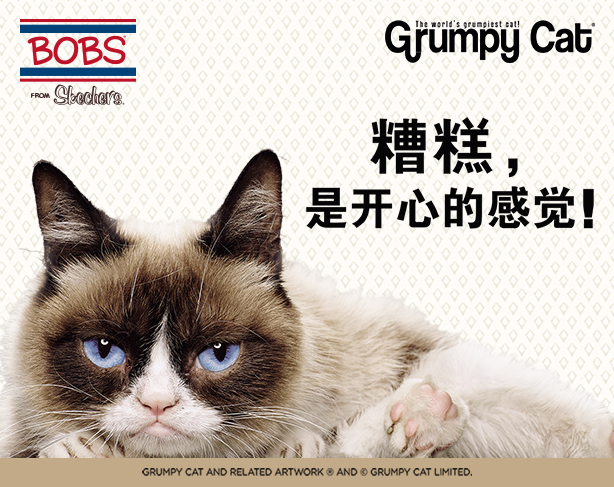 BOBS
FROM Skechers
The world's grumpiest cat!
Grumpy Cat®
糟糕，
是开心的感觉!
GRUMPY CAT AND RELATED ARTWORK ® AND © GRUMPY CAT LIMITED.